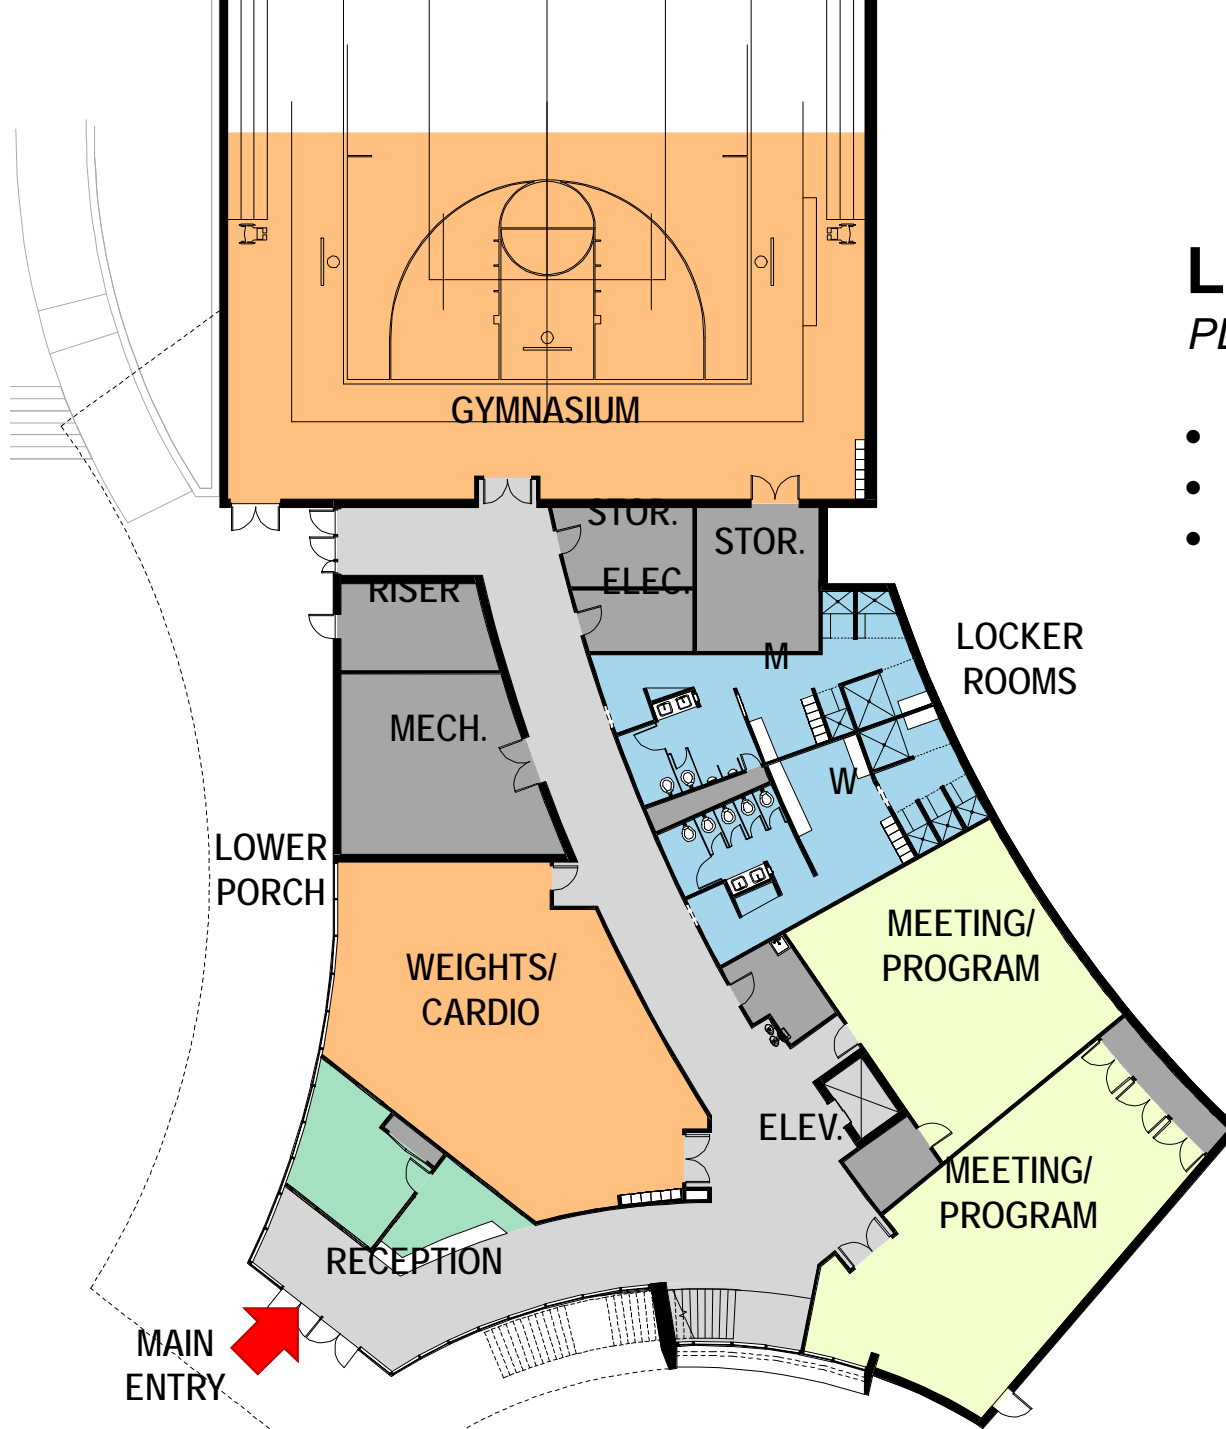 GYMNASIUM
STOR.
STOR.
ELEC.
RISER
M
LOCKER
ROOMS
MECH.
W
LOWER
PORCH
MEETING/
PROGRAM
WEIGHTS/
CARDIO
ELEV.
MEETING/
PROGRAM
RECEPTION
MAIN
ENTRY